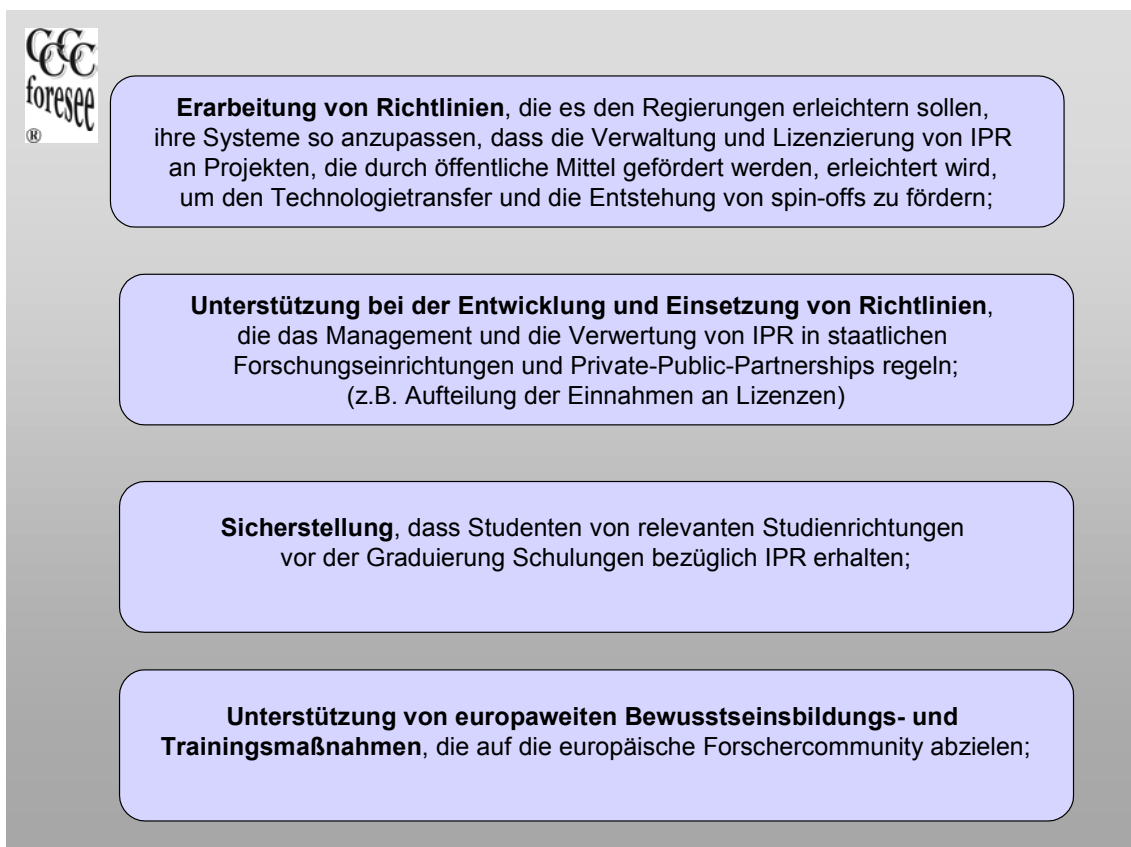 CCCC
foresee
®
Erarbeitung von Richtlinien, die es den Regierungen erleichtern sollen,
ihre Systeme so anzupassen, dass die Verwaltung und Lizenzierung von IPR
an Projekten, die durch öffentliche Mittel gefördert werden, erleichtert wird,
um den Technologietransfer und die Entstehung von spin-offs zu fördern;
Unterstützung bei der Entwicklung und Einsetzung von Richtlinien,
die das Management und die Verwertung von IPR in staatlichen
Forschungseinrichtungen und Private-Public-Partnerships regeln;
(z.B. Aufteilung der Einnahmen an Lizenzen)
Sicherstellung, dass Studenten von relevanten Studienrichtungen
vor der Graduierung Schulungen bezüglich IPR erhalten;
Unterstützung von europaweiten Bewusstseinsbildungs- und
Trainingsmaßnahmen, die auf die europäische Forschercommunity abzielen;